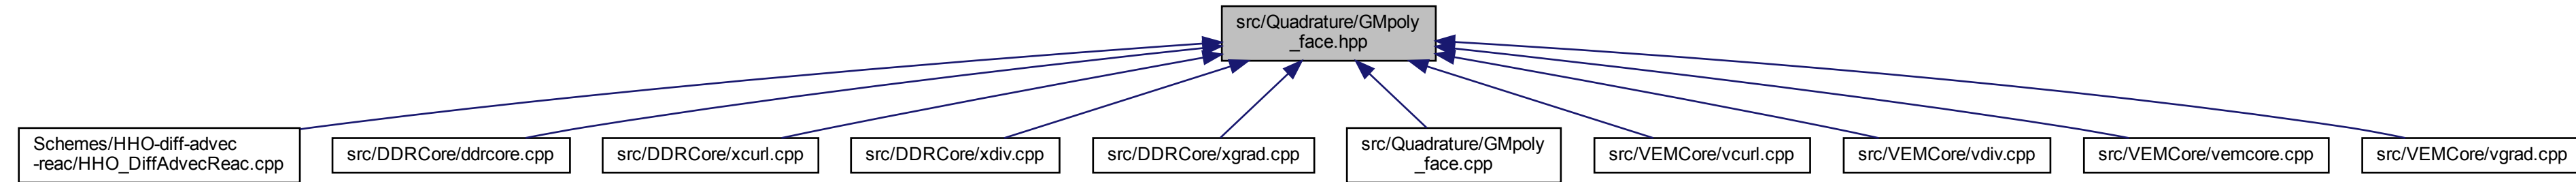 src/Quadrature/GMpoly
_face.hpp
Schemes/HHO-diff-advec
-reac/HHO_DiffAdvecReac.cpp
src/DDRCore/ddrcore.cpp
src/DDRCore/xcurl.cpp
src/DDRCore/xdiv.cpp
src/DDRCore/xgrad.cpp
src/Quadrature/GMpoly
_face.cpp
src/VEMCore/vcurl.cpp
src/VEMCore/vdiv.cpp
src/VEMCore/vemcore.cpp
src/VEMCore/vgrad.cpp